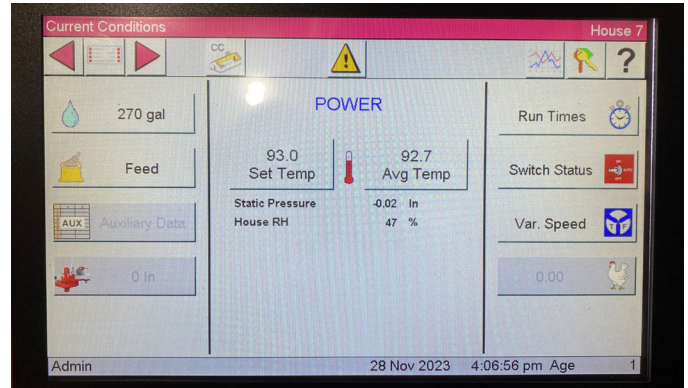 Current Conditions House 7
CC
?
270 gal
Feed
AUX Auxiliary Data
0 In
POWER
93.0 92.7
Set Temp Avg Temp
Static Pressure -0.02 In
House RH 47 %
Run Times
Switch Status
Var. Speed
0.00
Admin 28 Nov 2023 4:06:56 pm Age 1